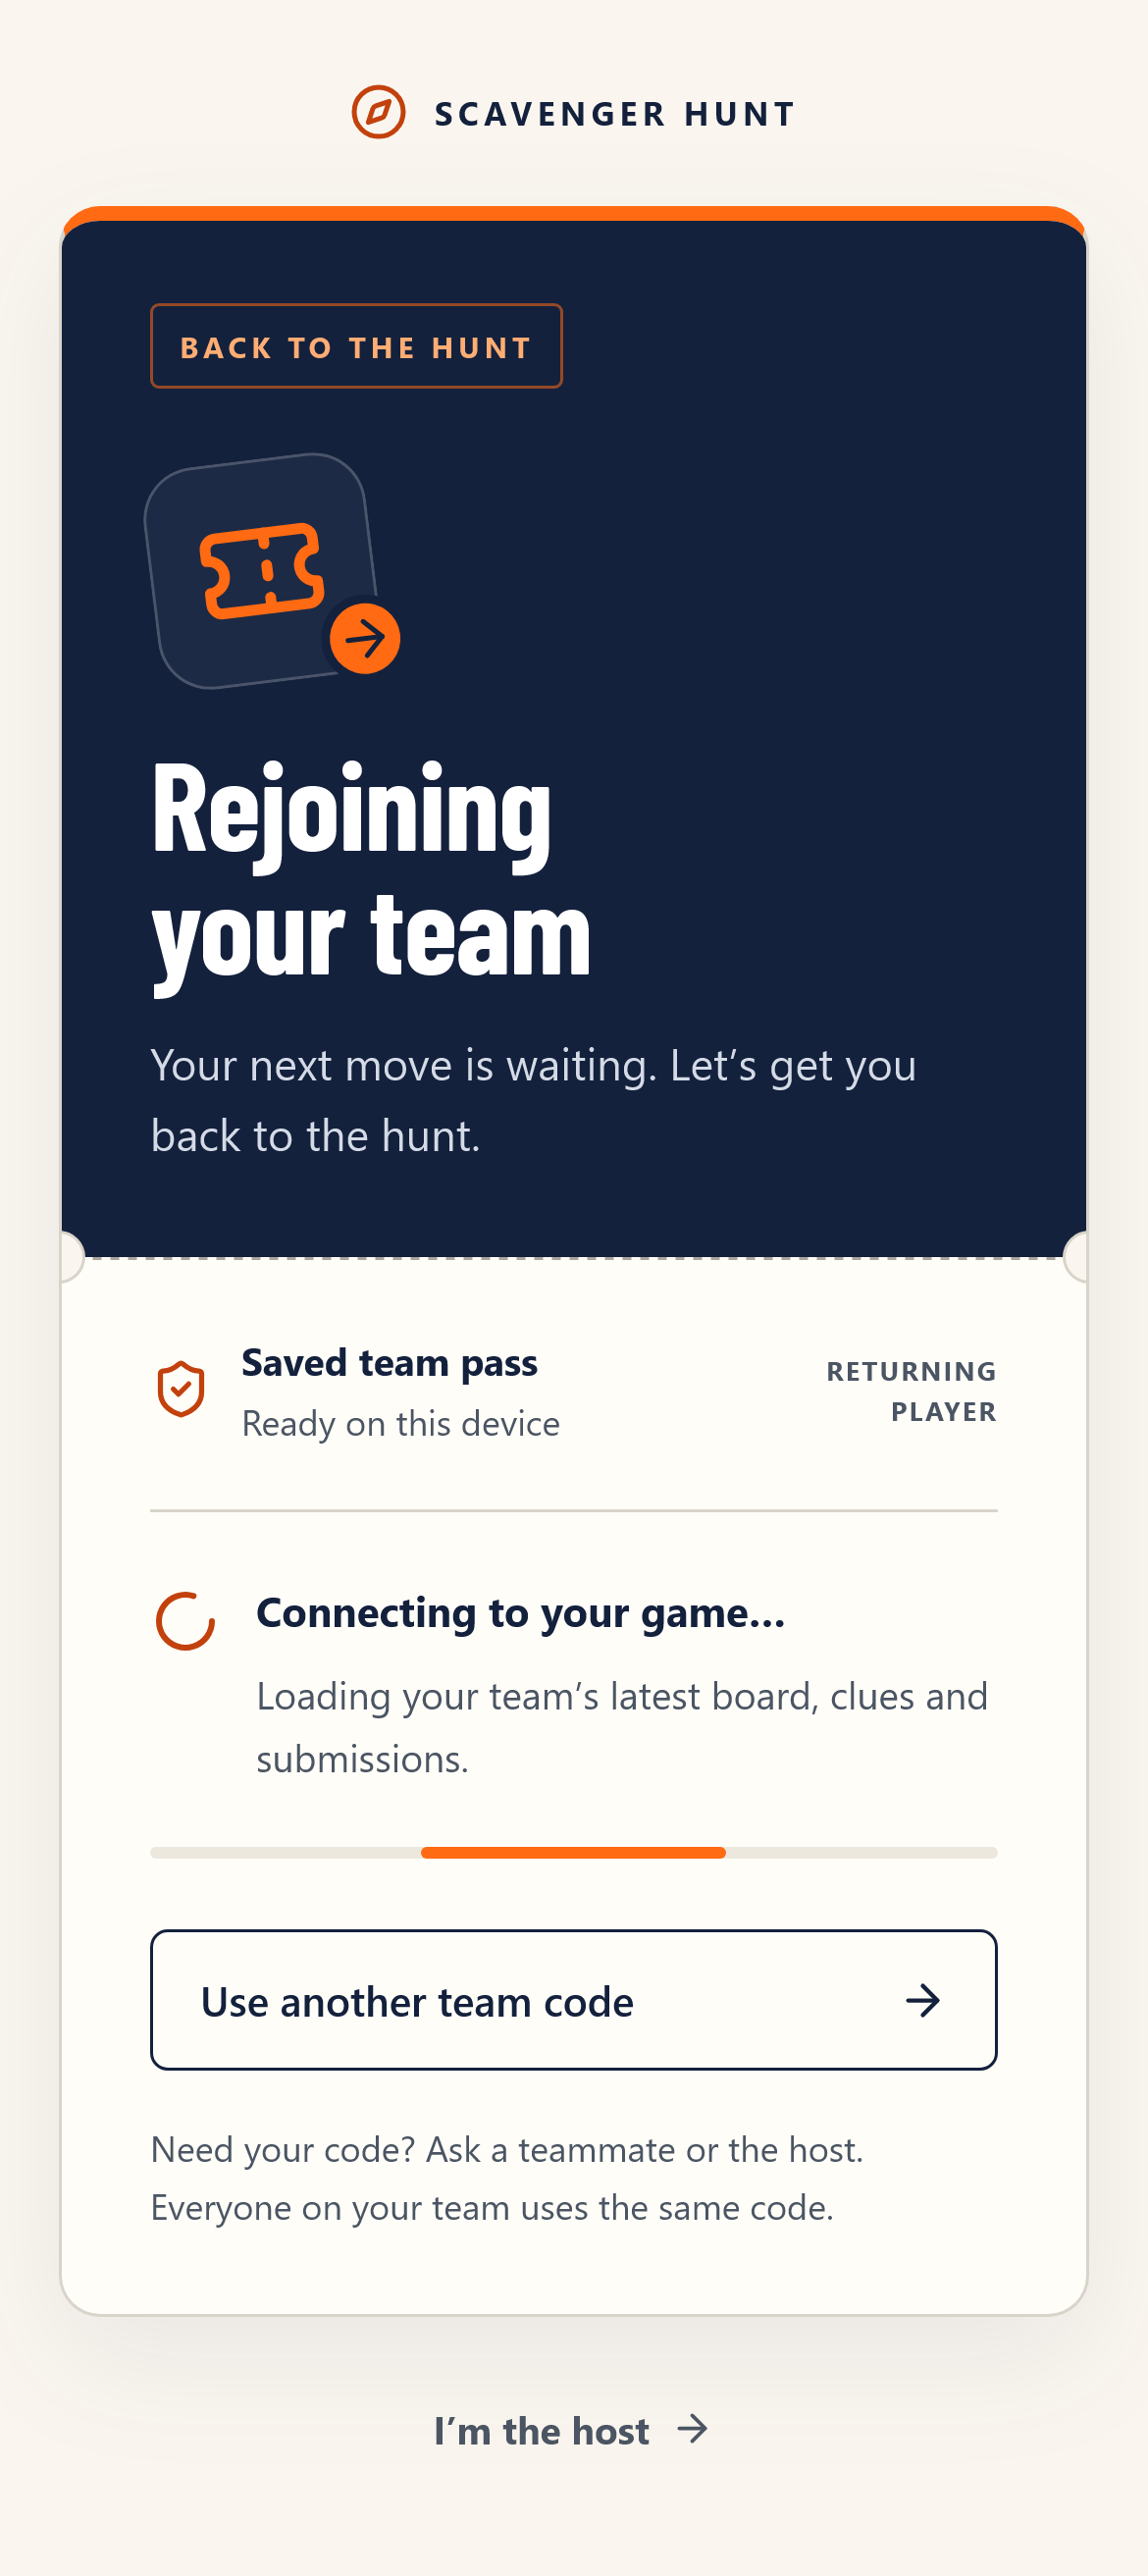 SCAVENGER HUNT
BACK TO THE HUNT
Rejoining
your team
Your next move is waiting. Let’s get you
back to the hunt.
Saved team pass
Ready on this device
RETURNING
PLAYER
Connecting to your game…
Loading your team’s latest board, clues and
submissions.
Use another team code
Need your code? Ask a teammate or the host.
Everyone on your team uses the same code.
I’m the host